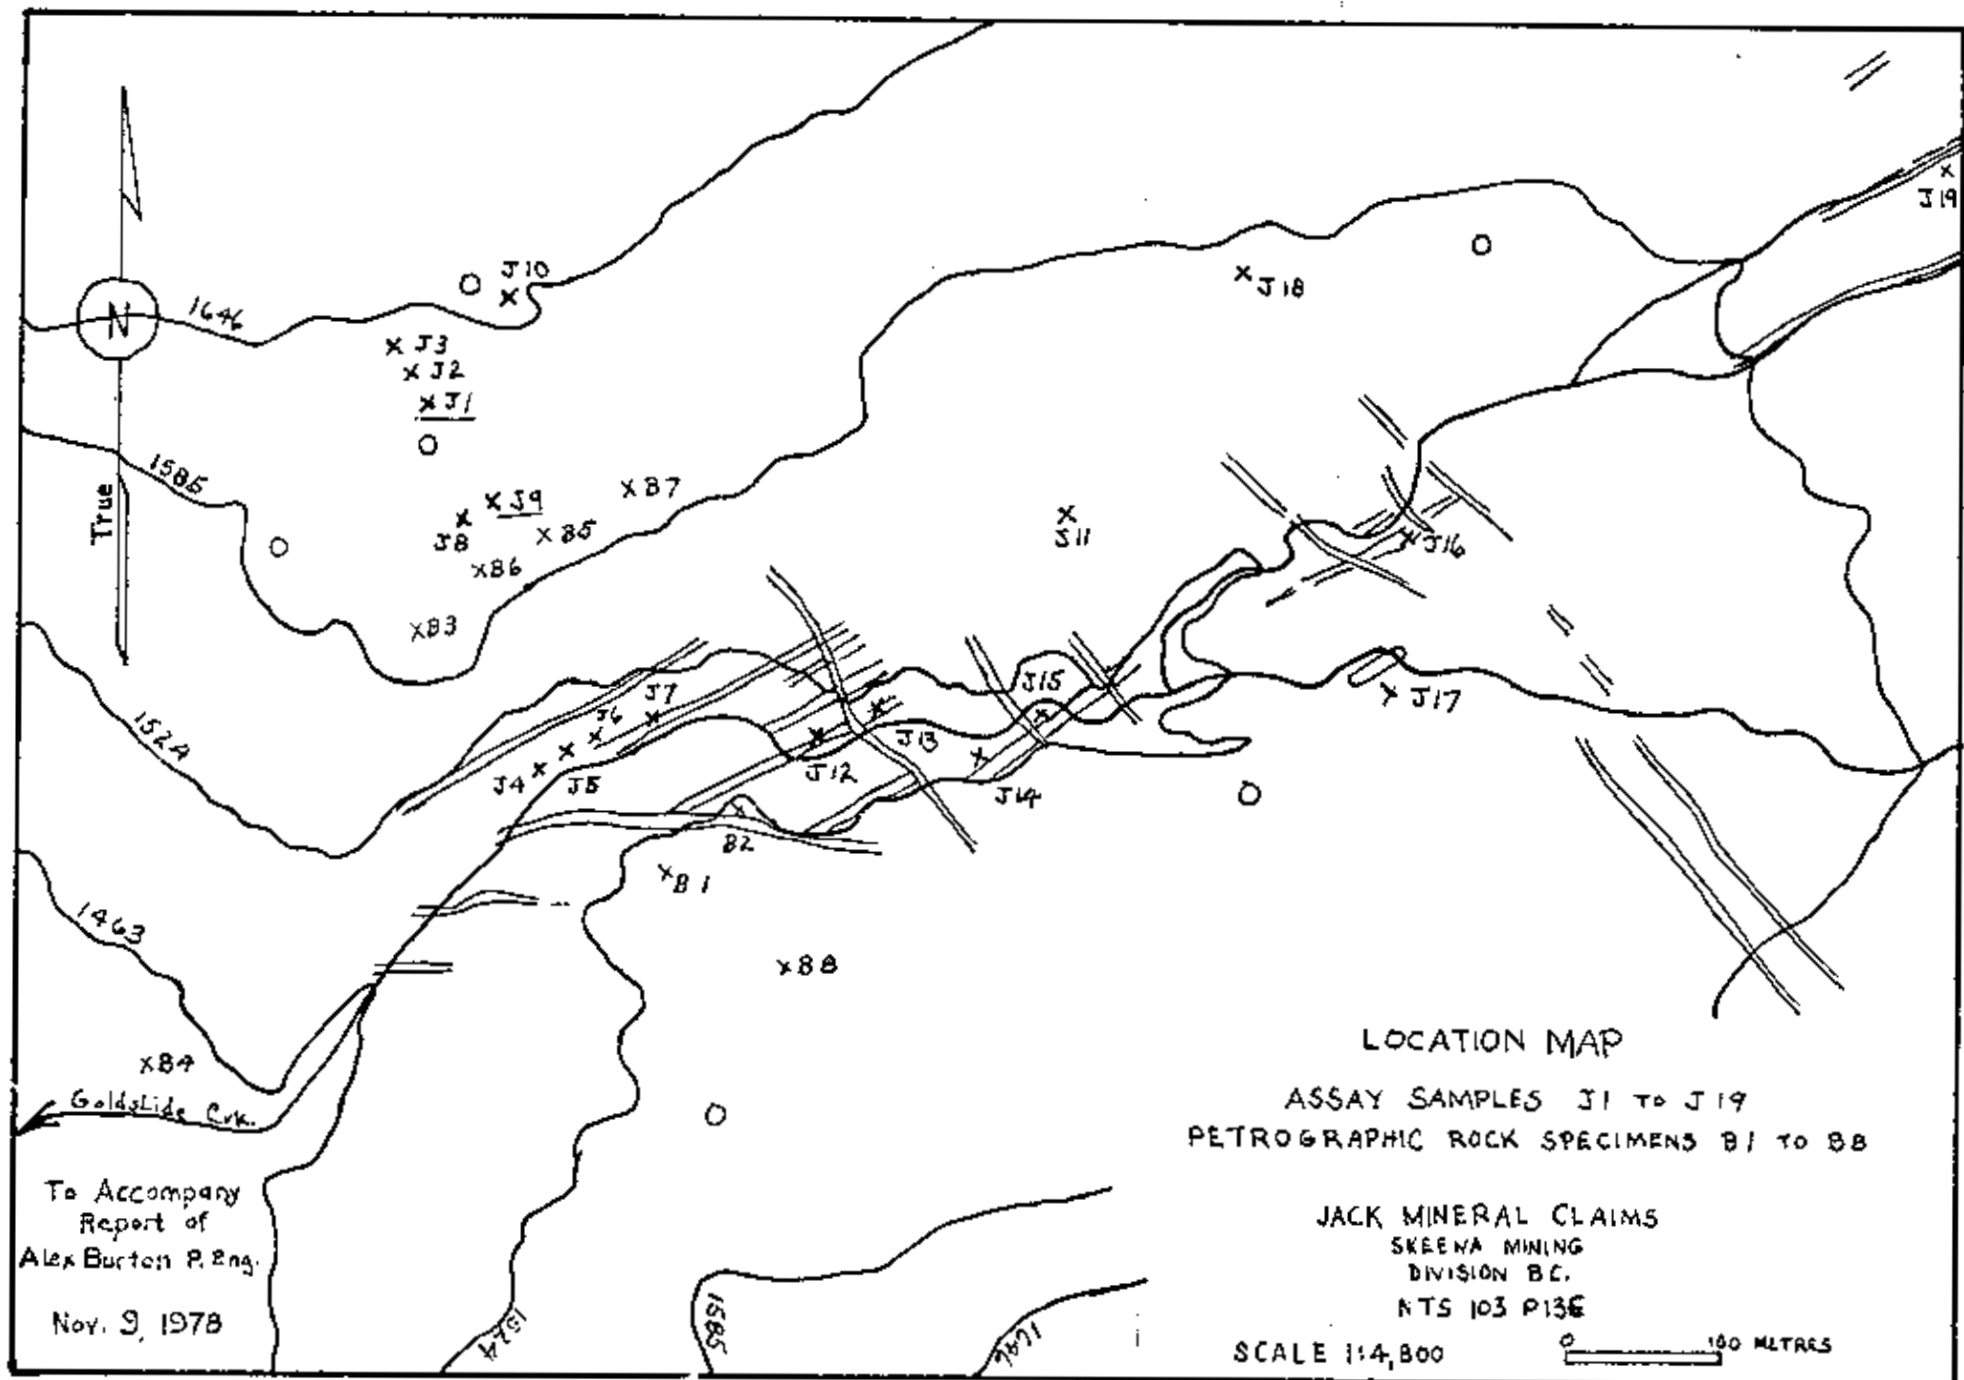 J19
J10
J18
1646
N
J3
J2
J1
1585
True
J9
B7
J8
B5
B6
J11
J16
B3
J7
J15
J17
J6
1524
J13
J4
J5
J12
J14
B2
B1
1463
B8
B4
Goldslide Crk.
LOCATION MAP
ASSAY SAMPLES J1 TO J19
PETROGRAPHIC ROCK SPECIMENS B1 TO B8
To Accompany
Report of
Alex Burton P. Eng.
Nov. 9, 1978
JACK MINERAL CLAIMS
SKEENA MINING
DIVISION B.C.
NTS 103 P13E
1524
1585
1646
SCALE 1:4,800
0 100 METRES